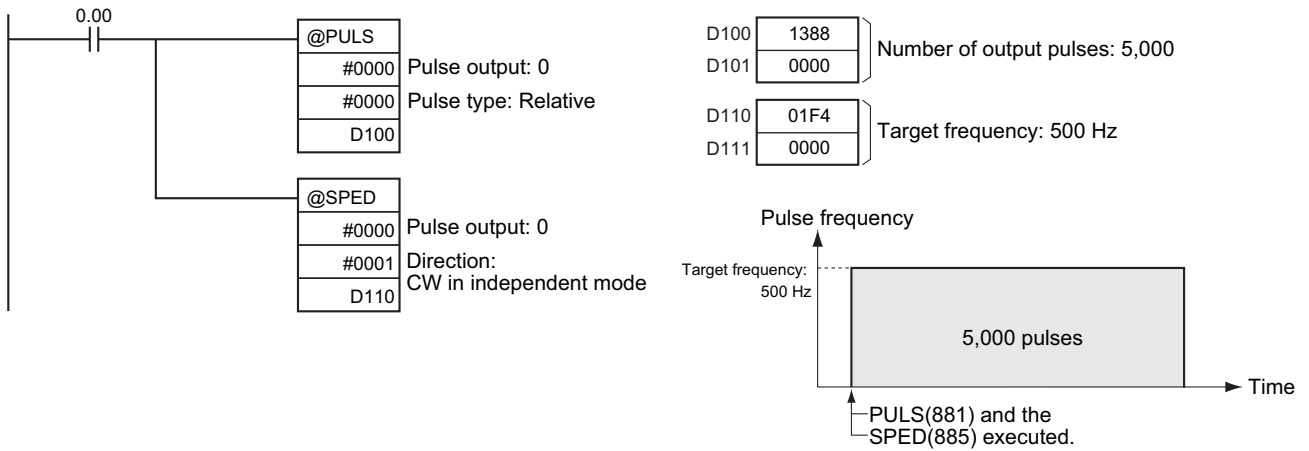 0.00
@PULS
#0000 Pulse output: 0
#0000 Pulse type: Relative
D100
@SPED
#0000 Pulse output: 0
#0001 Direction:
CW in independent mode
D110
D100 1388
D101 0000
Number of output pulses: 5,000
D110 01F4
D111 0000
Target frequency: 500 Hz
Pulse frequency
Target frequency:
500 Hz
5,000 pulses
Time
PULS(881) and the
SPED(885) executed.